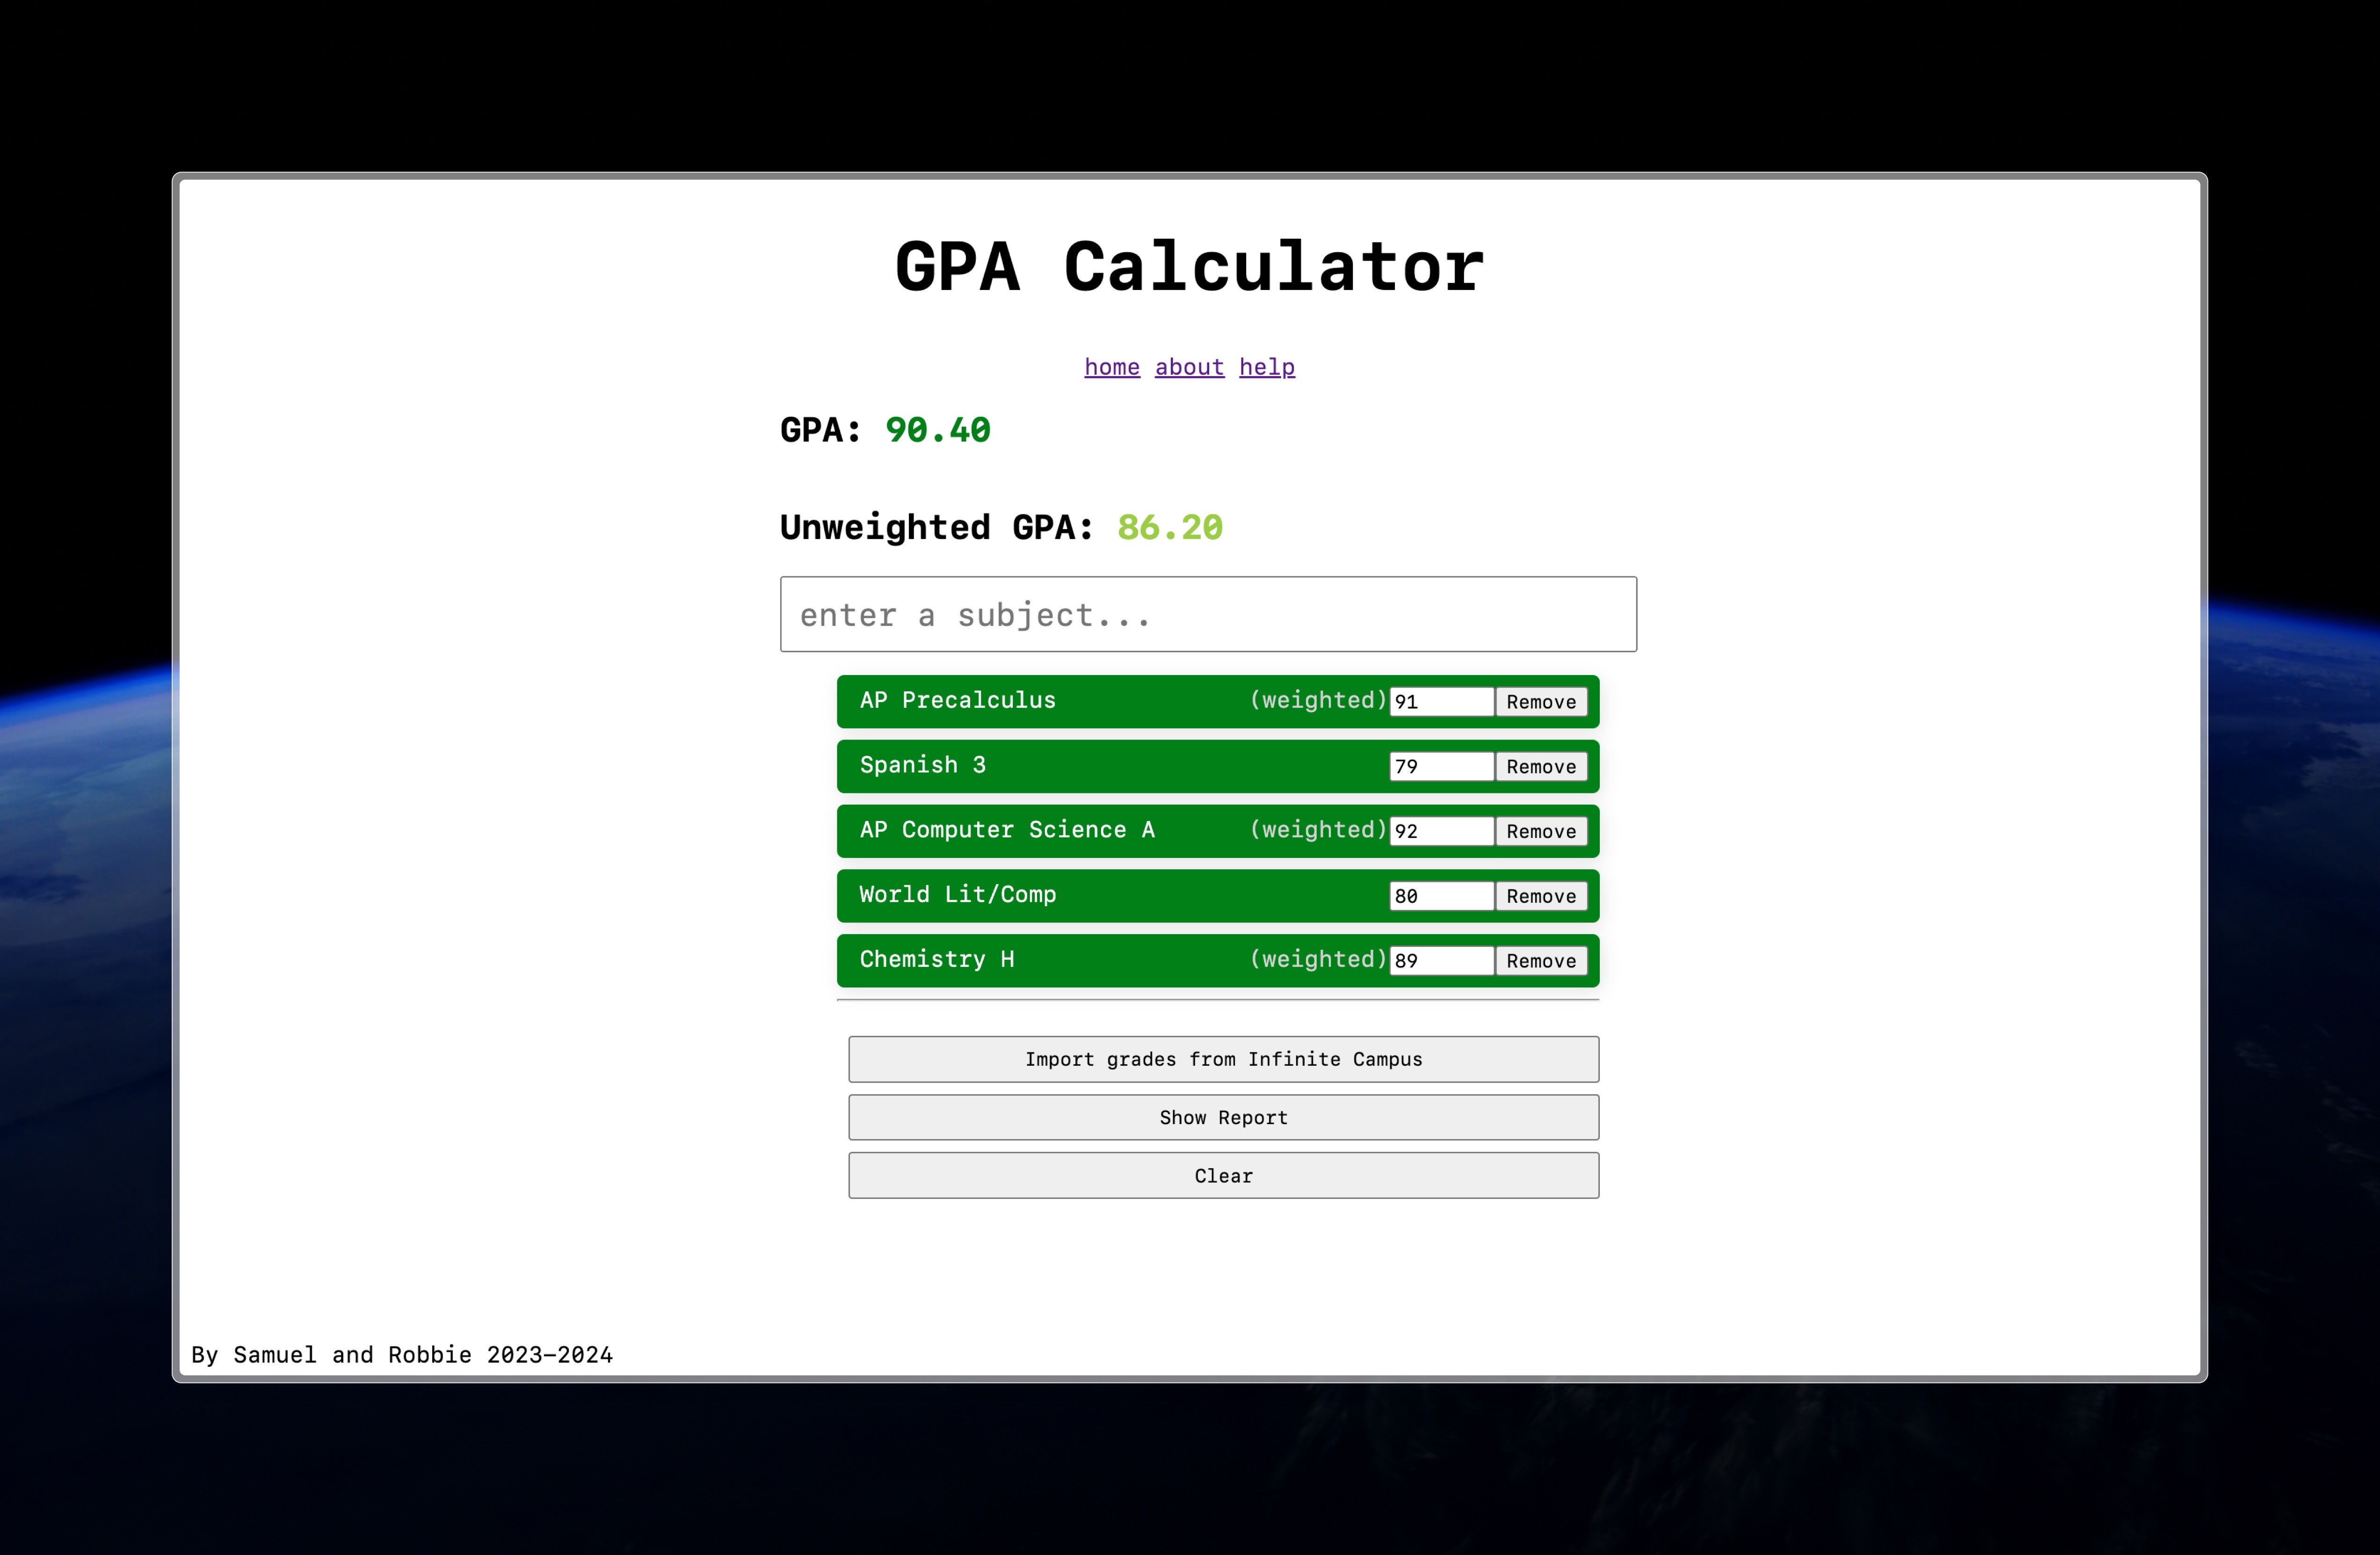 GPA Calculator
home about help
GPA: 90.40
Unweighted GPA: 86.20
enter a subject...
AP Precalculus (weighted) 91 Remove
Spanish 3 79 Remove
AP Computer Science A (weighted) 92 Remove
World Lit/Comp 80 Remove
Chemistry H (weighted) 89 Remove
Import grades from Infinite Campus
Show Report
Clear
By Samuel and Robbie 2023–2024